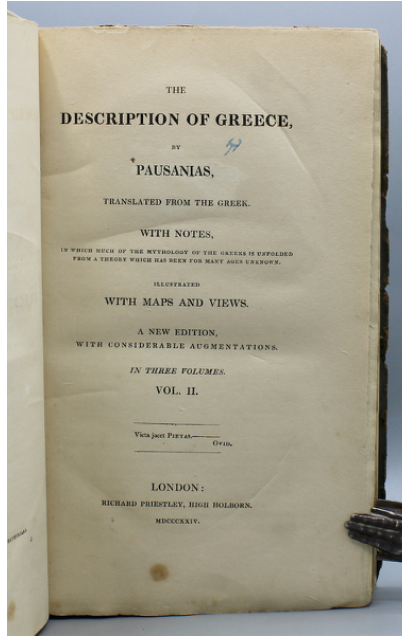 THE
DESCRIPTION OF GREECE,
BY
PAUSANIAS,
TRANSLATED FROM THE GREEK.
WITH NOTES,
IN WHICH MUCH OF THE MYTHOLOGY OF THE GREEKS IS UNFOLDED
FROM A THEORY WHICH HAS BEEN FOR MANY AGES UNKNOWN.
ILLUSTRATED
WITH MAPS AND VIEWS.
A NEW EDITION,
WITH CONSIDERABLE AUGMENTATIONS.
IN THREE VOLUMES.
VOL. II.
Victa jacet PIETAS.——
OVID.
LONDON:
RICHARD PRIESTLEY, HIGH HOLBORN.
MDCCCXXIV.